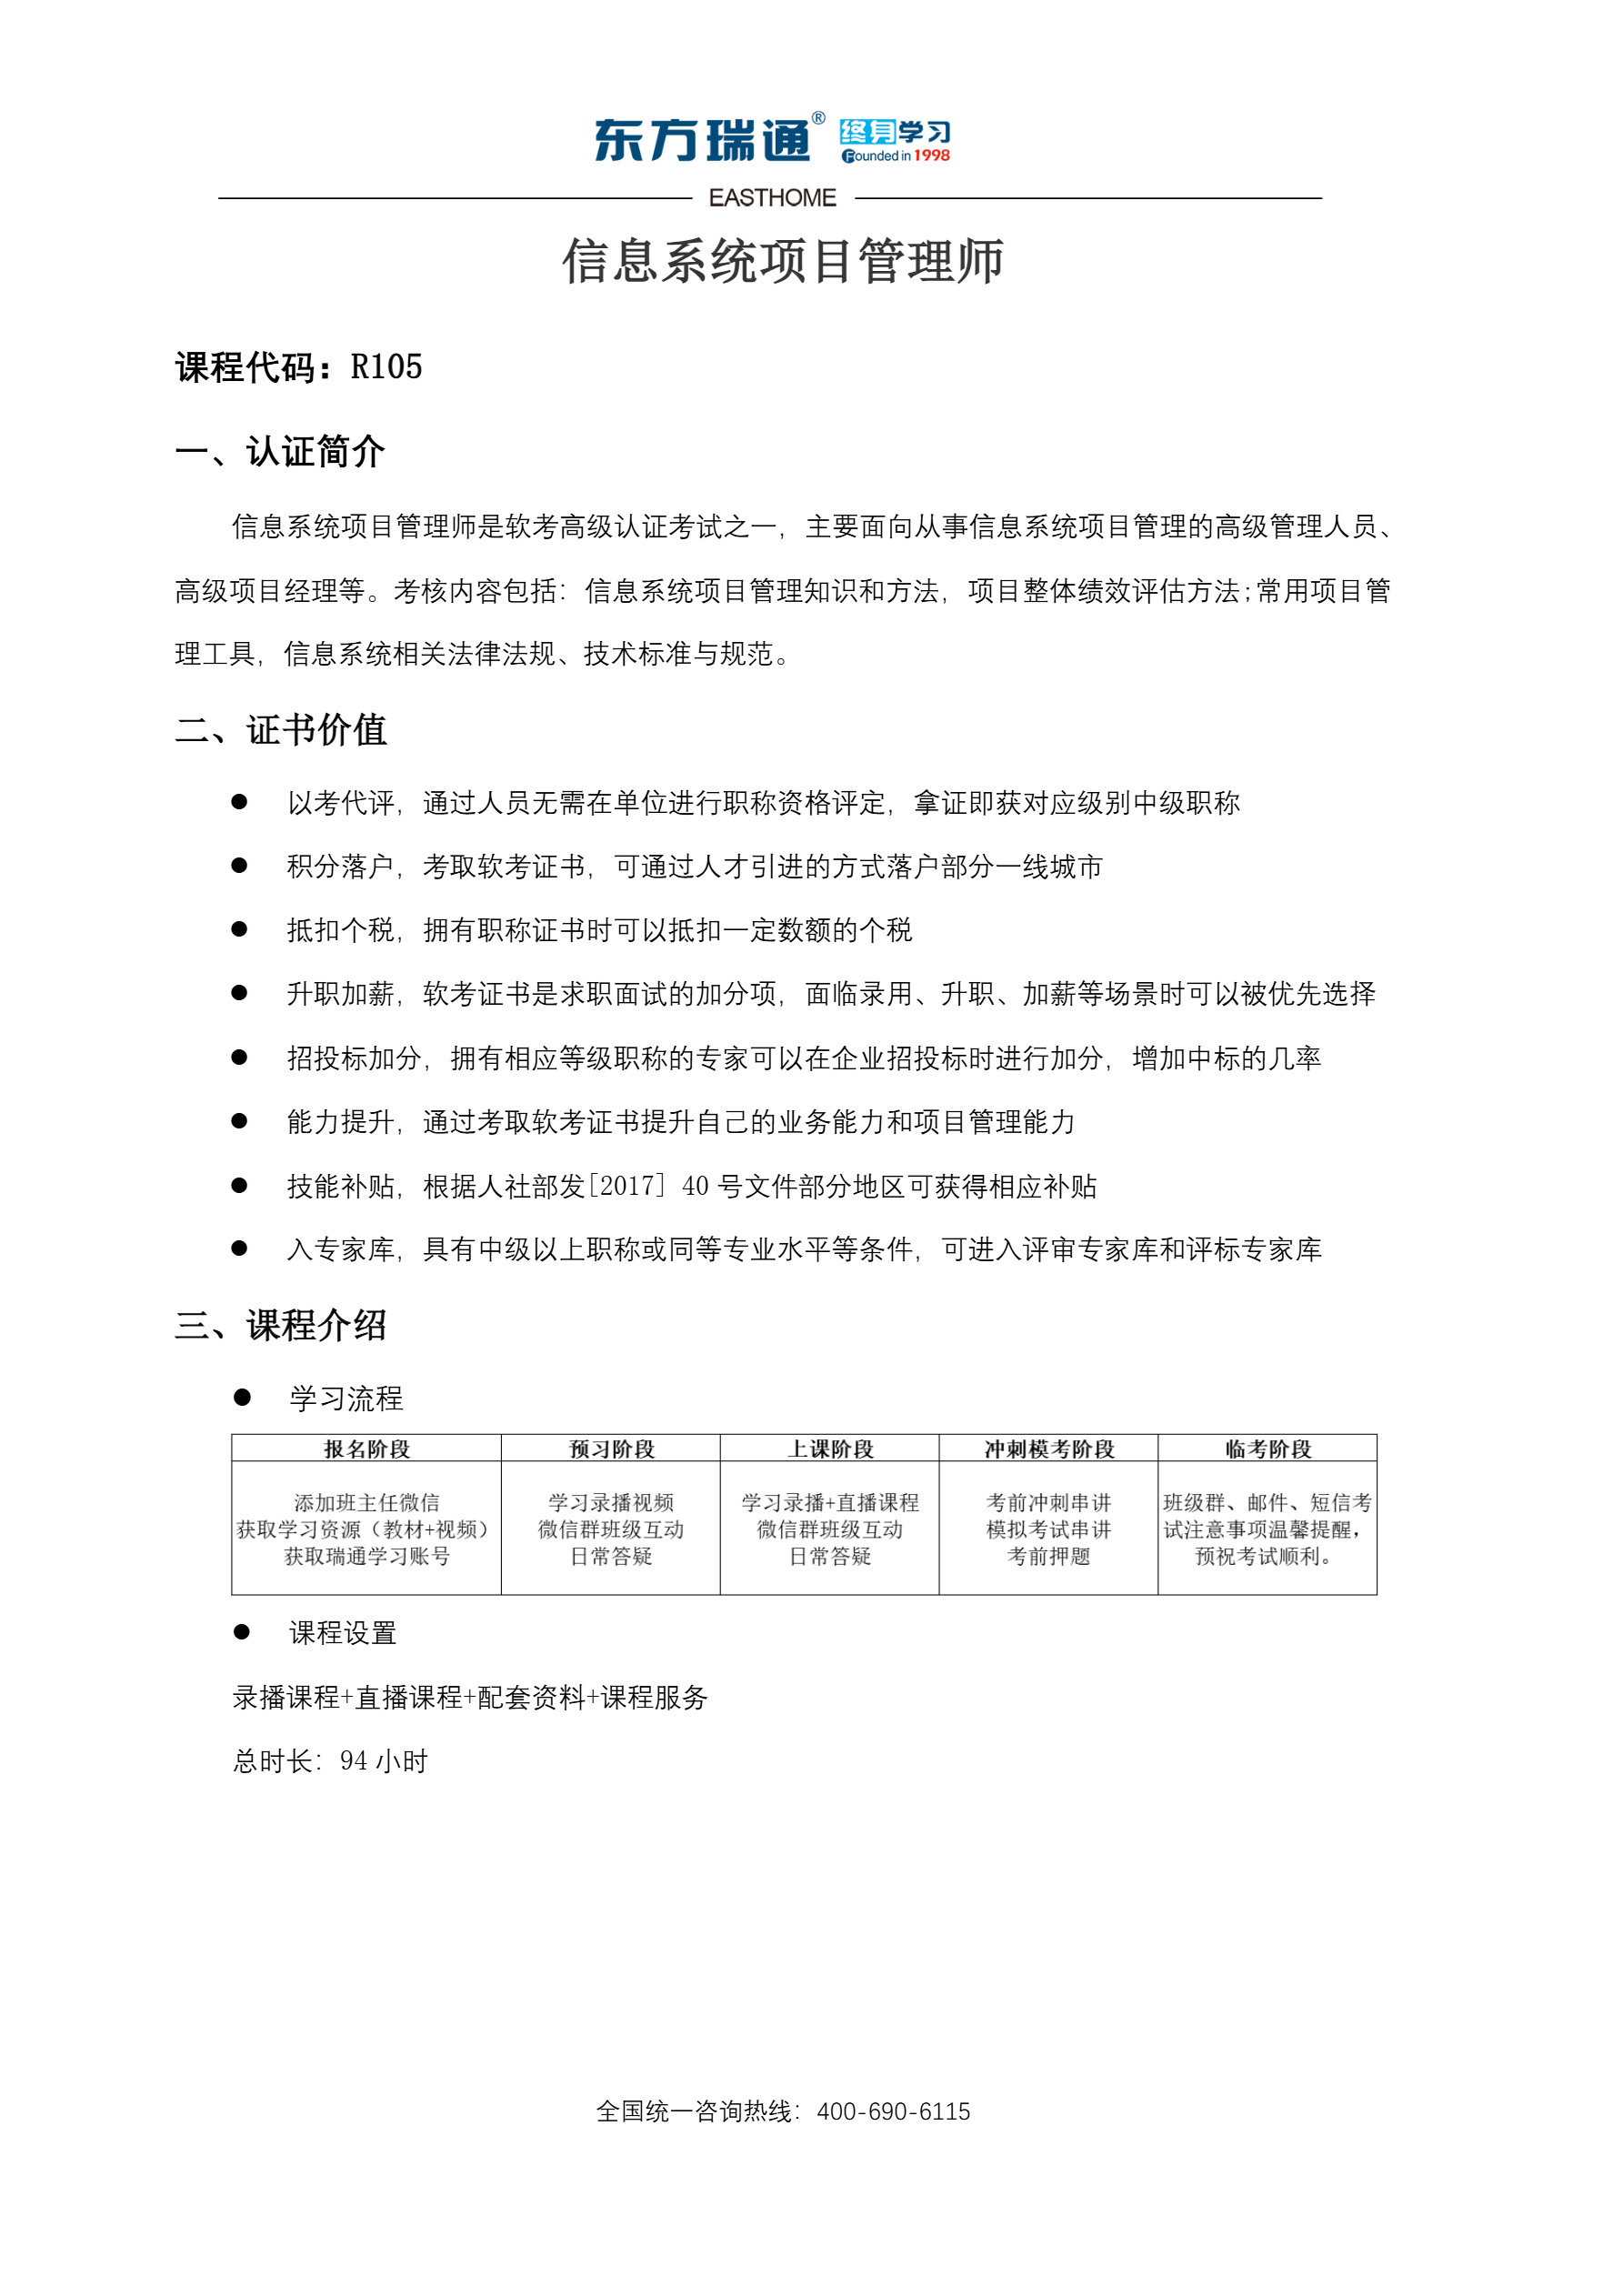 东方瑞通® 终身学习
Founded in 1998
EASTHOME
信息系统项目管理师
课程代码：R105
一、认证简介
信息系统项目管理师是软考高级认证考试之一，主要面向从事信息系统项目管理的高级管理人员、
高级项目经理等。考核内容包括：信息系统项目管理知识和方法，项目整体绩效评估方法;常用项目管
理工具，信息系统相关法律法规、技术标准与规范。
二、证书价值
● 以考代评，通过人员无需在单位进行职称资格评定，拿证即获对应级别中级职称
● 积分落户，考取软考证书，可通过人才引进的方式落户部分一线城市
● 抵扣个税，拥有职称证书时可以抵扣一定数额的个税
● 升职加薪，软考证书是求职面试的加分项，面临录用、升职、加薪等场景时可以被优先选择
● 招投标加分，拥有相应等级职称的专家可以在企业招投标时进行加分，增加中标的几率
● 能力提升，通过考取软考证书提升自己的业务能力和项目管理能力
● 技能补贴，根据人社部发[2017] 40 号文件部分地区可获得相应补贴
● 入专家库，具有中级以上职称或同等专业水平等条件，可进入评审专家库和评标专家库
三、课程介绍
● 学习流程
报名阶段 预习阶段 上课阶段 冲刺模考阶段 临考阶段
添加班主任微信 学习录播视频 学习录播+直播课程 考前冲刺串讲 班级群、邮件、短信考
获取学习资源（教材+视频） 微信群班级互动 微信群班级互动 模拟考试串讲 试注意事项温馨提醒，
获取瑞通学习账号 日常答疑 日常答疑 考前押题 预祝考试顺利。
● 课程设置
录播课程+直播课程+配套资料+课程服务
总时长：94 小时
全国统一咨询热线：400-690-6115